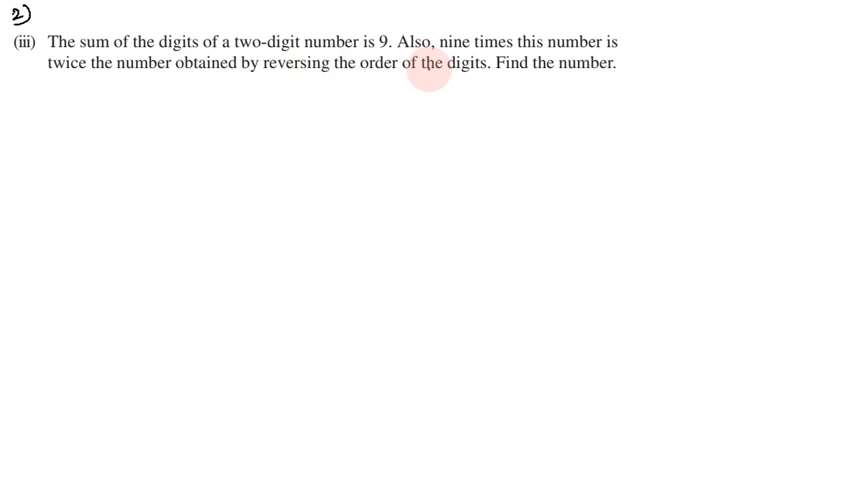 2)
(iii) The sum of the digits of a two-digit number is 9. Also, nine times this number is
twice the number obtained by reversing the order of the digits. Find the number.